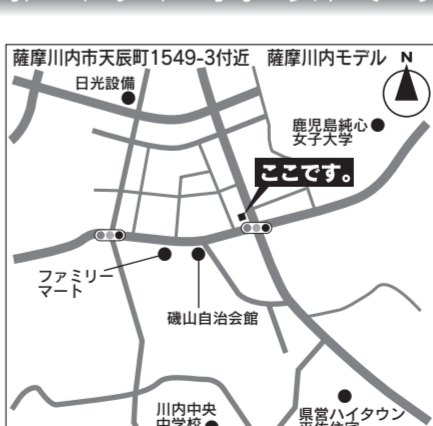 薩摩川内市天辰町1549-3付近　薩摩川内モデル
N
日光設備
鹿児島純心
女子大学
ここです。
ファミリー
マート
磯山自治会館
川内中央
中学校
県営ハイタウン